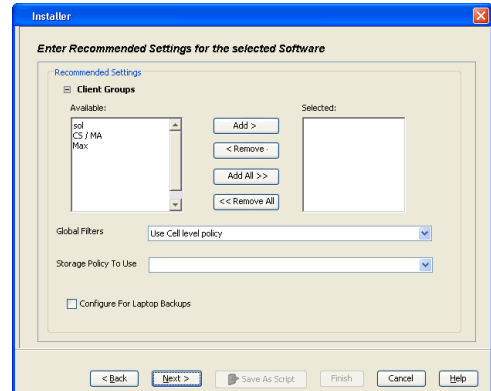 Installer
Enter Recommended Settings for the selected Software
Recommended Settings
Client Groups
Available:
Selected:
sol
CS / MA
Max
Add >
< Remove -
Add All >>
<< Remove All
Global Filters
Use Cell level policy
Storage Policy To Use
Configure For Laptop Backups
< Back
Next >
Save As Script
Finish
Cancel
Help